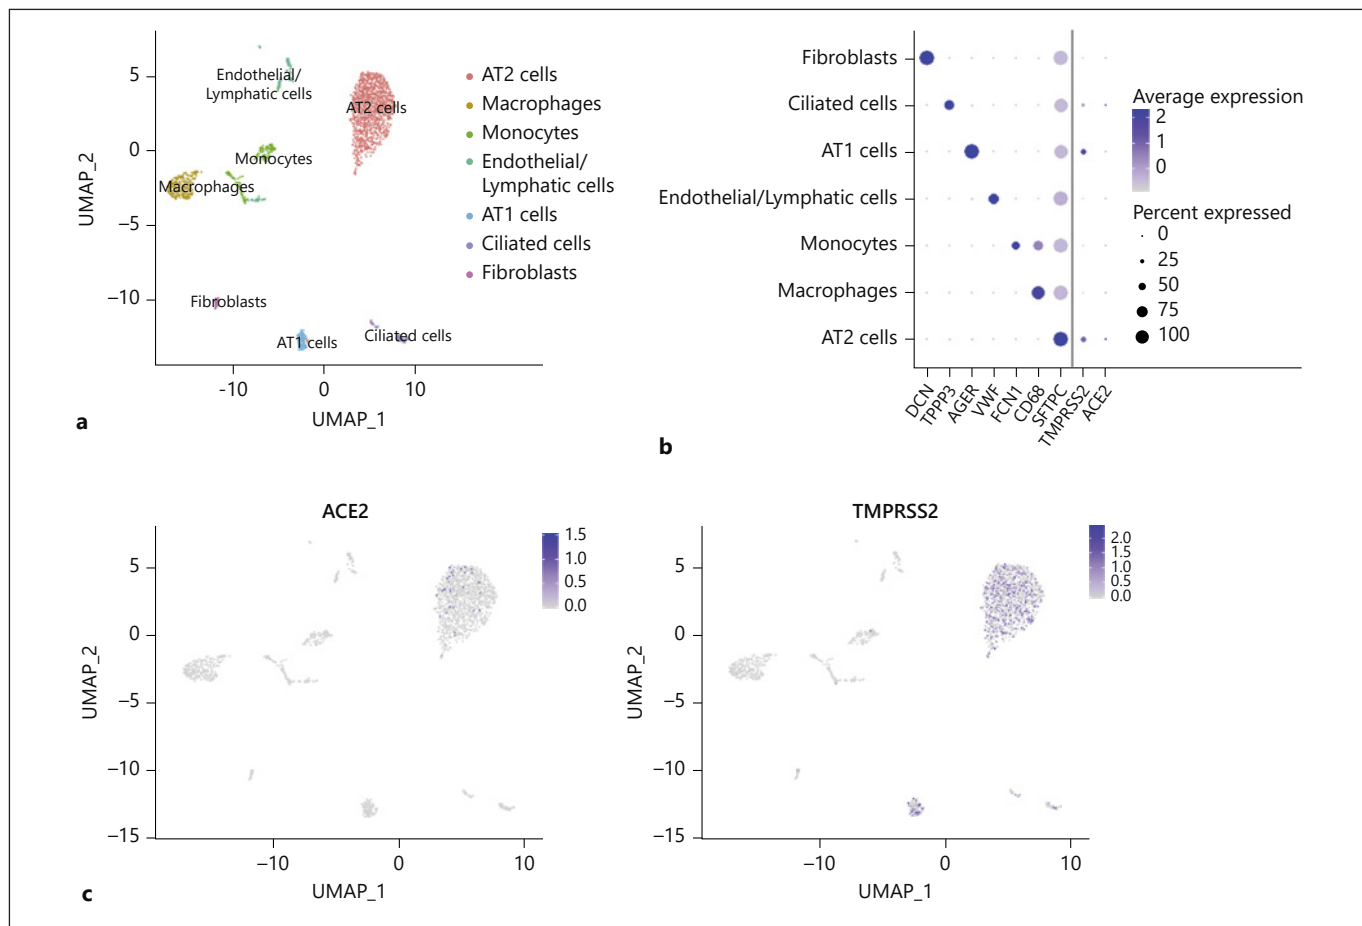 Endothelial/
Lymphatic cells
AT2 cells
Monocytes
Macrophages
Fibroblasts
AT1 cells
Ciliated cells
5
0
−5
−10
UMAP_2
-10
0
10
UMAP_1
AT2 cells
Macrophages
Monocytes
Endothelial/
Lymphatic cells
AT1 cells
Ciliated cells
Fibroblasts
a
Fibroblasts
Ciliated cells
AT1 cells
Endothelial/Lymphatic cells
Monocytes
Macrophages
AT2 cells
DCN
TPPP3
AGER
VWF
FCN1
CD68
SFTPC
TMPRSS2
ACE2
Average expression
2
1
0
Percent expressed
0
25
50
75
100
b
ACE2
1.5
1.0
0.5
0.0
5
0
−5
−10
−15
UMAP_2
−10
0
10
UMAP_1
TMPRSS2
2.0
1.5
1.0
0.5
0.0
5
0
−5
−10
−15
UMAP_2
−10
0
10
UMAP_1
c